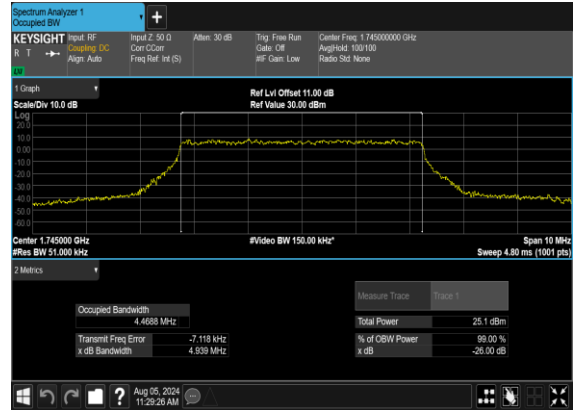 Spectrum Analyzer 1
Occupied BW
+
KEYSIGHT Input: RF Input Z: 50 Ω Atten: 30 dB Trig: Free Run Center Freq: 1.745000000 GHz
R T Coupling: DC Corr CCorr Gate: Off Avg|Hold: 100/100
Align: Auto Freq Ref: Int (S) #IF Gain: Low Radio Std: None
LM
1 Graph Ref Lvl Offset 11.00 dB
Scale/Div 10.0 dB Ref Value 30.00 dBm
Log
20.0
10.0
0.00
-10.0
-20.0
-30.0
-40.0
-50.0
-60.0
Center 1.745000 GHz #Video BW 150.00 kHz* Span 10 MHz
#Res BW 51.000 kHz Sweep 4.80 ms (1001 pts)
2 Metrics
Measure Trace Trace 1
Occupied Bandwidth
4.4688 MHz Total Power 25.1 dBm
Transmit Freq Error -7.118 kHz % of OBW Power 99.00 %
x dB Bandwidth 4.939 MHz x dB -26.00 dB
? Aug 05, 2024
11:29:26 AM